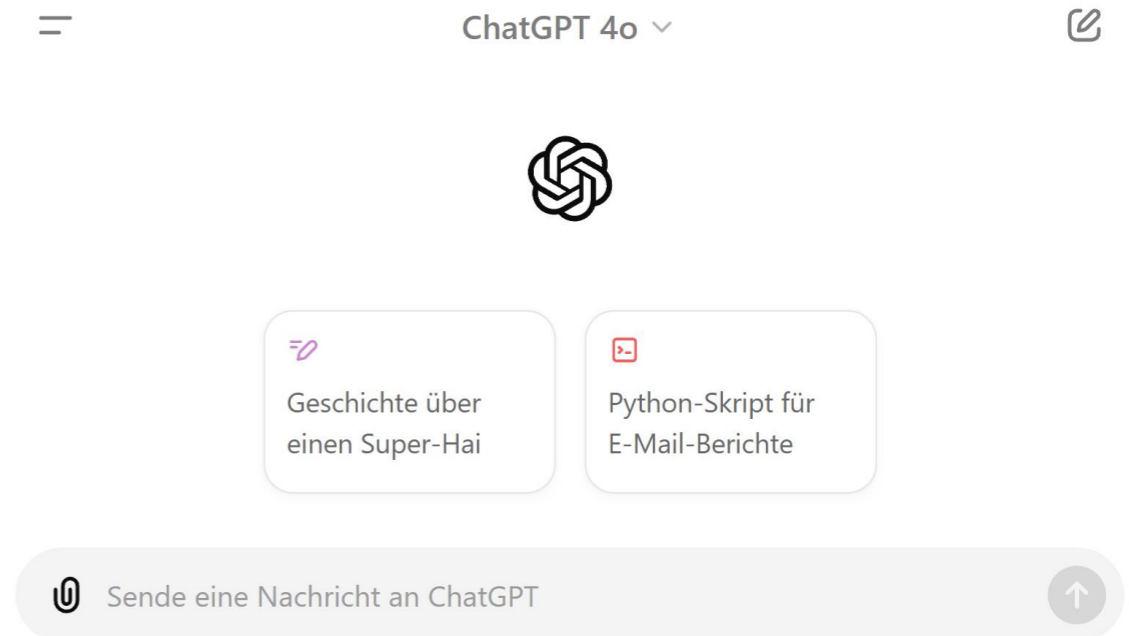 ChatGPT 4o
Geschichte über
einen Super-Hai
Python-Skript für
E-Mail-Berichte
Sende eine Nachricht an ChatGPT